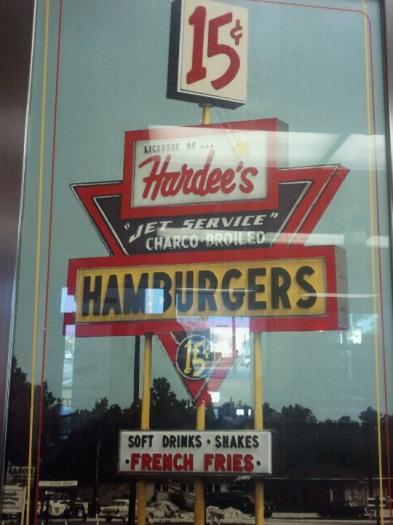 15¢
LICENSEE OF ...
Hardee's
"JET SERVICE"
CHARCO-BROILED
HAMBURGERS
15¢
SOFT DRINKS • SHAKES
• FRENCH FRIES •